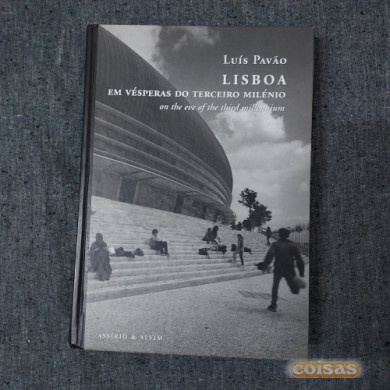 LUÍS PAVÃO
LISBOA
EM VÉSPERAS DO TERCEIRO MILÉNIO
on the eve of the third millennium
ASSÍRIO & ALVIM
coisas